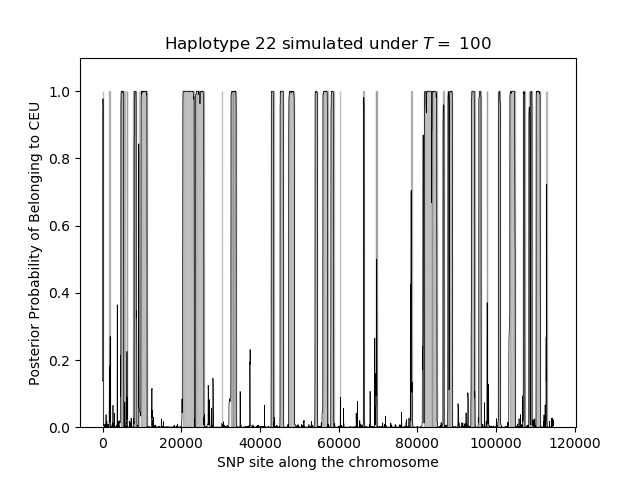 Haplotype 22 simulated under T = 100
Posterior Probability of Belonging to CEU
1.0
0.8
0.6
0.4
0.2
0.0
0 20000 40000 60000 80000 100000 120000
SNP site along the chromosome